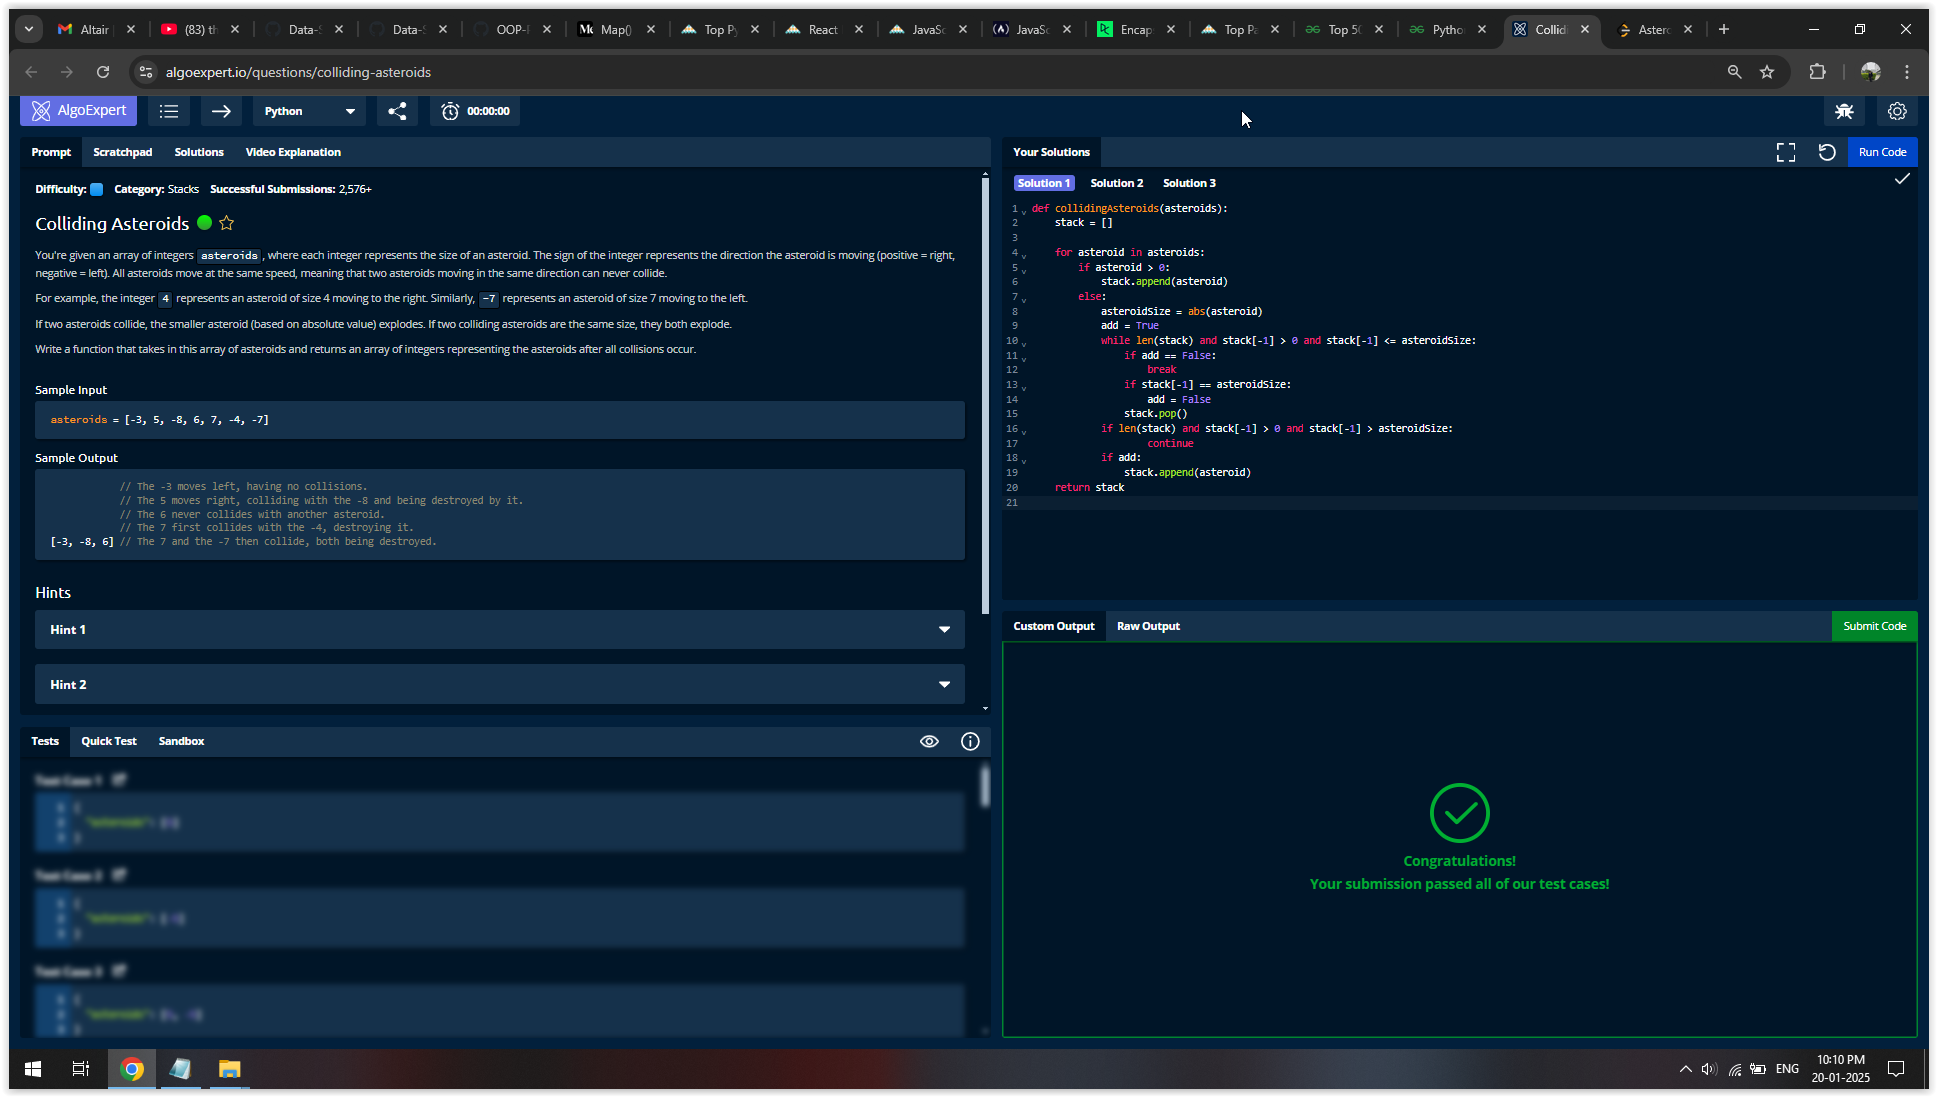 Altair
(83) th
Data-S
Data-S
OOP-P
Map()
Top Py
React
JavaSc
JavaSc
Encap
Top Pa
Top 50
Pytho
Collid
Astero
algoexpert.io/questions/colliding-asteroids
AlgoExpert
Python
00:00:00
Prompt Scratchpad Solutions Video Explanation
Difficulty: Category: Stacks Successful Submissions: 2,576+
Colliding Asteroids
You're given an array of integers asteroids , where each integer represents the size of an asteroid. The sign of the integer represents the direction the asteroid is moving (positive = right,
negative = left). All asteroids move at the same speed, meaning that two asteroids moving in the same direction can never collide.
For example, the integer 4 represents an asteroid of size 4 moving to the right. Similarly, -7 represents an asteroid of size 7 moving to the left.
If two asteroids collide, the smaller asteroid (based on absolute value) explodes. If two colliding asteroids are the same size, they both explode.
Write a function that takes in this array of asteroids and returns an array of integers representing the asteroids after all collisions occur.
Sample Input
asteroids = [-3, 5, -8, 6, 7, -4, -7]
Sample Output
// The -3 moves left, having no collisions.
// The 5 moves right, colliding with the -8 and being destroyed by it.
// The 6 never collides with another asteroid.
// The 7 first collides with the -4, destroying it.
[-3, -8, 6] // The 7 and the -7 then collide, both being destroyed.
Hints
Hint 1
Hint 2
Tests Quick Test Sandbox
Test Case 1
"asteroids":
Test Case 2
"asteroids":
Test Case 3
"asteroids":
Your Solutions
Run Code
Solution 1 Solution 2 Solution 3
1 def collidingAsteroids(asteroids):
2 stack = []
3
4 for asteroid in asteroids:
5 if asteroid > 0:
6 stack.append(asteroid)
7 else:
8 asteroidSize = abs(asteroid)
9 add = True
10 while len(stack) and stack[-1] > 0 and stack[-1] <= asteroidSize:
11 if add == False:
12 break
13 if stack[-1] == asteroidSize:
14 add = False
15 stack.pop()
16 if len(stack) and stack[-1] > 0 and stack[-1] > asteroidSize:
17 continue
18 if add:
19 stack.append(asteroid)
20 return stack
21
Custom Output Raw Output
Submit Code
Congratulations!
Your submission passed all of our test cases!
ENG
10:10 PM
20-01-2025